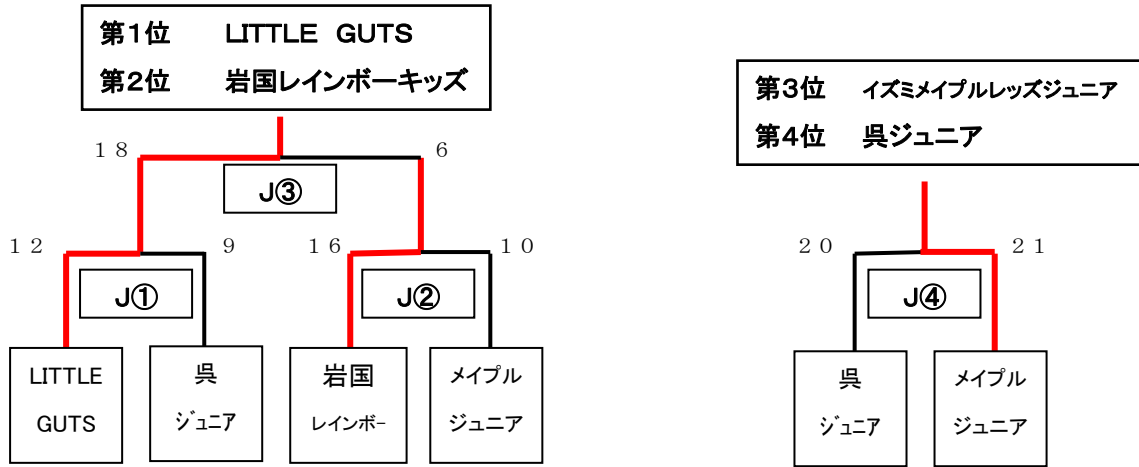 第1位 LITTLE GUTS
第2位 岩国レインボーキッズ
第3位 イズミメイプルレッズジュニア
第4位 呉ジュニア
18
6
J③
12
9
16
10
20
21
J①
J②
J④
LITTLE
GUTS
呉
ジュニア
岩国
レインボー
メイプル
ジュニア
呉
ジュニア
メイプル
ジュニア